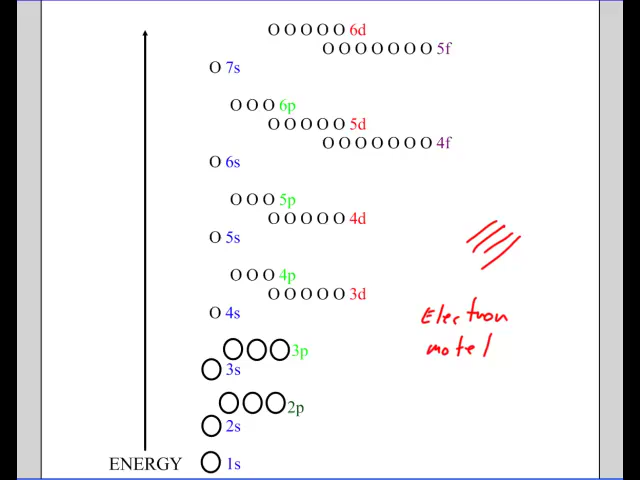 O O O O O 6d
O O O O O O O 5f
O 7s
O O O 6p
O O O O O 5d
O O O O O O O 4f
O 6s
O O O 5p
O O O O O 4d
O 5s
O O O 4p
O O O O O 3d
O 4s
Electron
motel
O O O 3p
O 3s
O O O 2p
O 2s
ENERGY O 1s